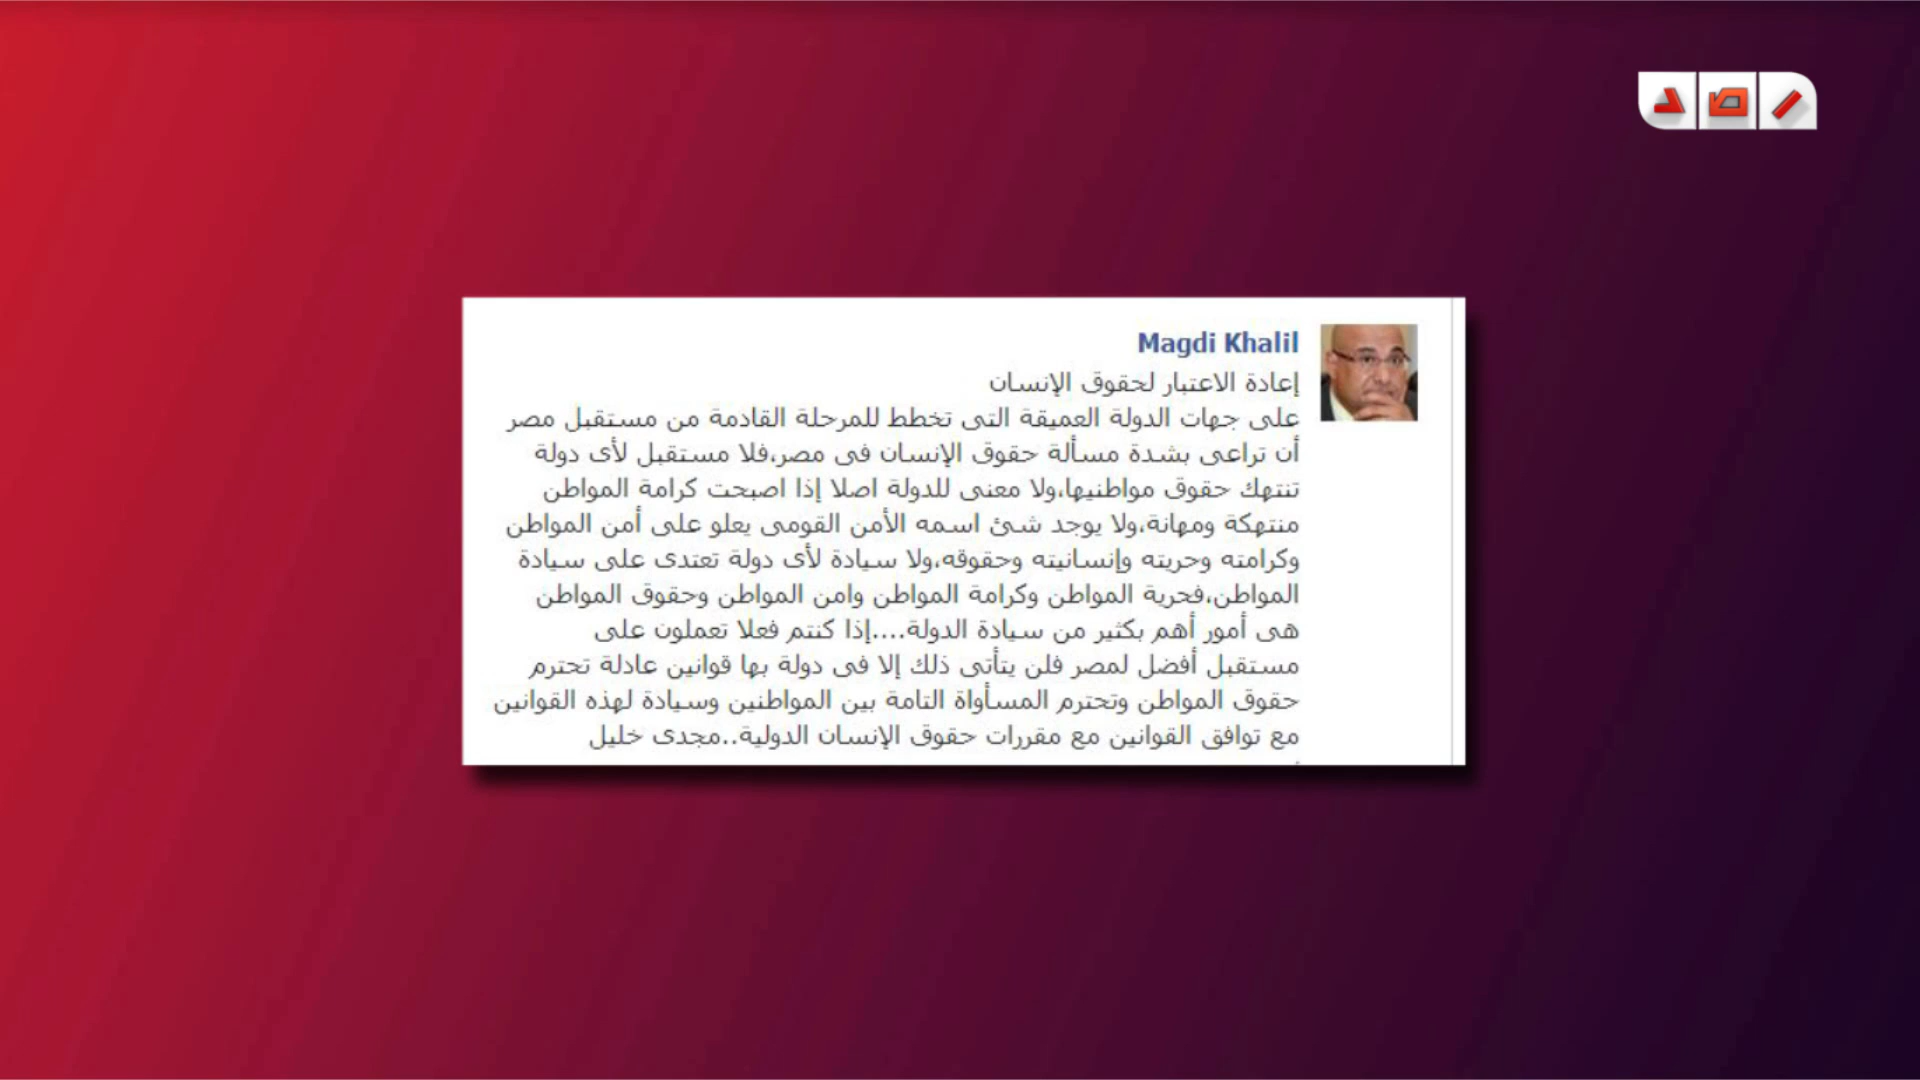 رصد
Magdi Khalil
إعادة الاعتبار لحقوق الإنسان
على جهات الدولة العميقة التى تخطط للمرحلة القادمة من مستقبل مصر
أن تراعى بشدة مسألة حقوق الإنسان فى مصر،فلا مستقبل لأى دولة
تنتهك حقوق مواطنيها،ولا معنى للدولة اصلا إذا اصبحت كرامة المواطن
منتهكة ومهانة،ولا يوجد شئ اسمه الأمن القومى يعلو على أمن المواطن
وكرامته وحريته وإنسانيته وحقوقه،ولا سيادة لأى دولة تعتدى على سيادة
المواطن،فحرية المواطن وكرامة المواطن وامن المواطن وحقوق المواطن
هى أمور أهم بكثير من سيادة الدولة....إذا كنتم فعلا تعملون على
مستقبل أفضل لمصر فلن يتأتى ذلك إلا فى دولة بها قوانين عادلة تحترم
حقوق المواطن وتحترم المسأواة التامة بين المواطنين وسيادة لهذه القوانين
مع توافق القوانين مع مقررات حقوق الإنسان الدولية..مجدى خليل